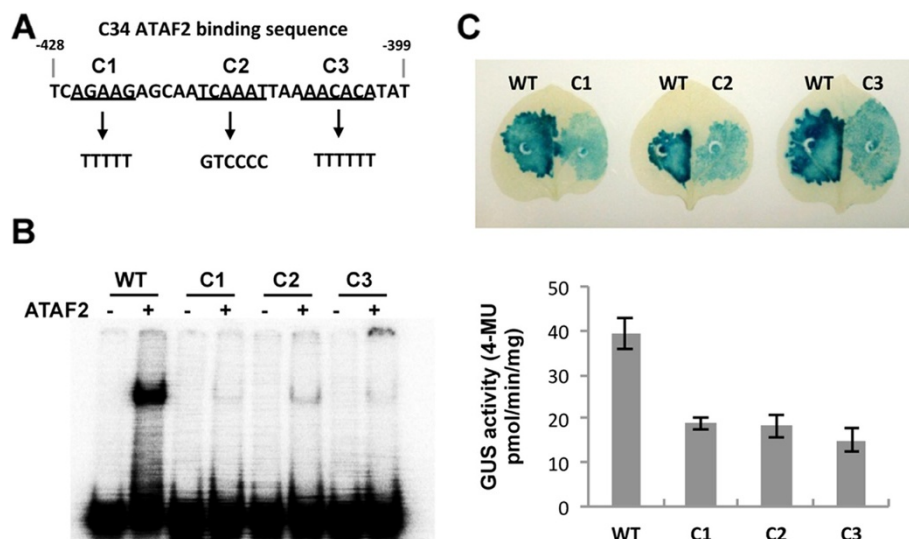 A
C34 ATAF2 binding sequence
-428 -399
C1 C2 C3
TCAGAAGAGCAATCAAATTAAAACACATAT
TTTTT GTCCCC TTTTTT
B
WT C1 C2 C3
ATAF2 - + - + - + - +
C
WT C1 WT C2 WT C3
GUS activity (4-MU
pmol/min/mg)
50
40
30
20
10
0
WT C1 C2 C3